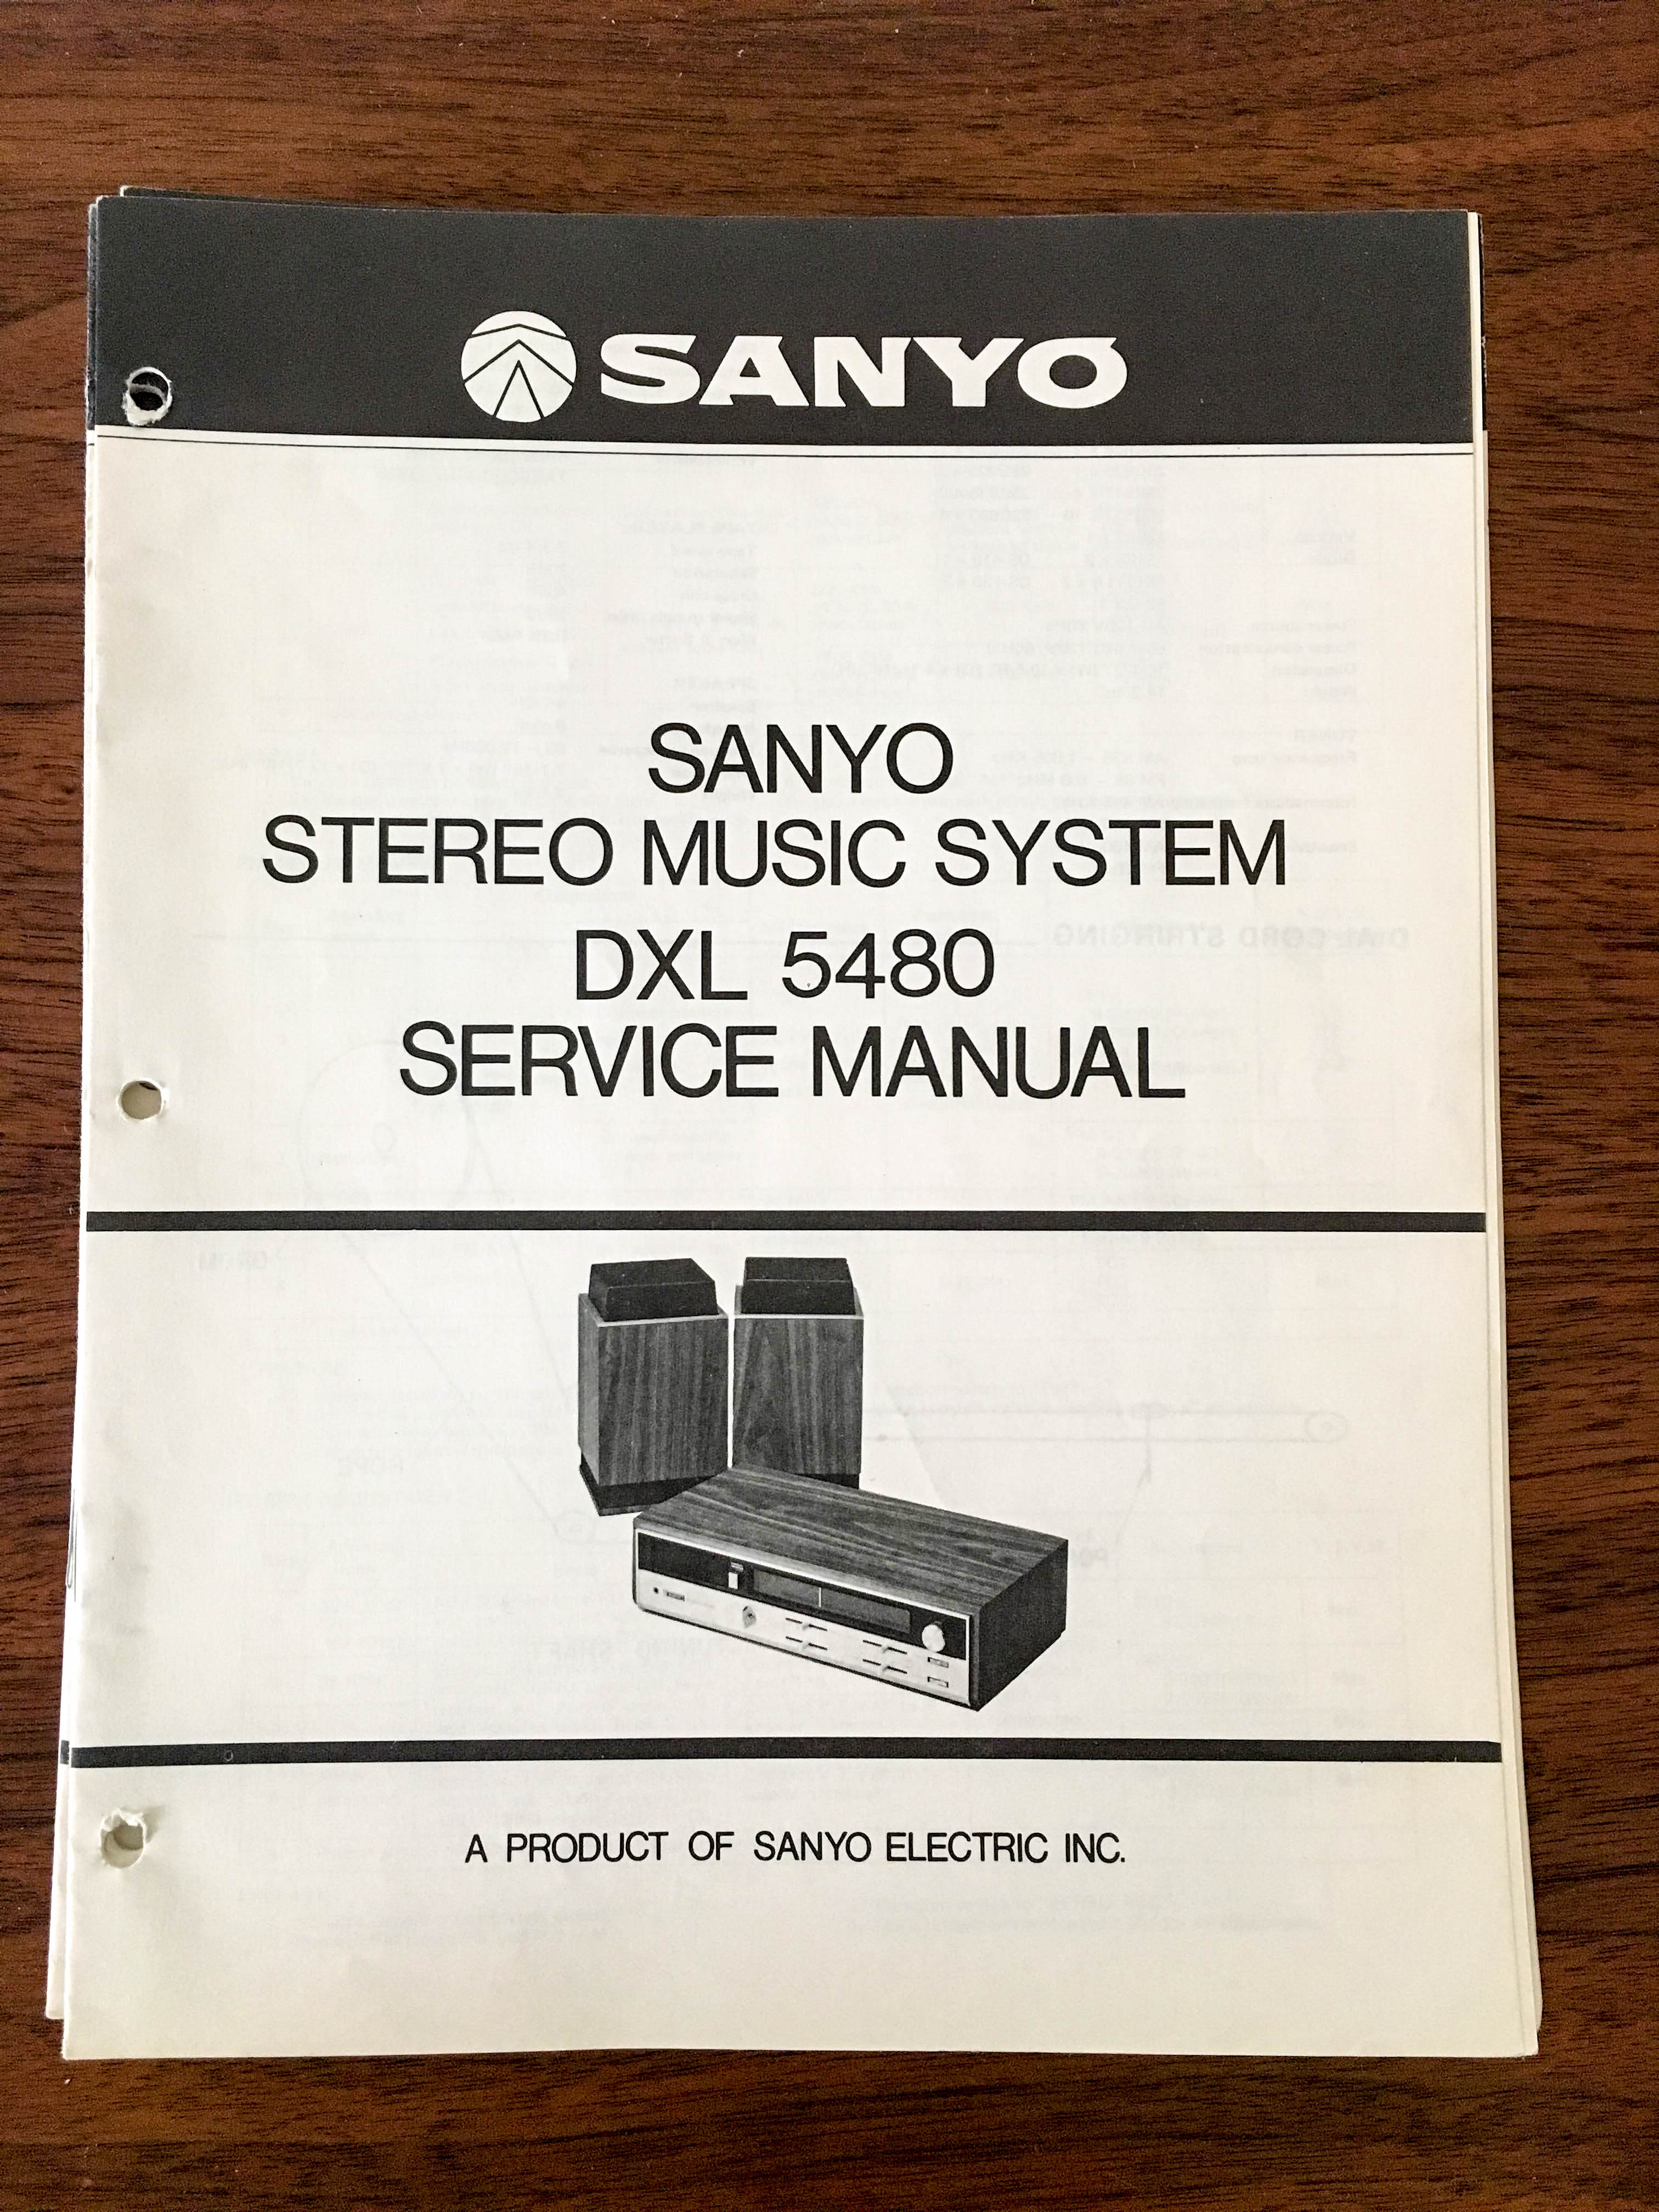 SANYO
SANYO
STEREO MUSIC SYSTEM
DXL 5480
SERVICE MANUAL
A PRODUCT OF SANYO ELECTRIC INC.